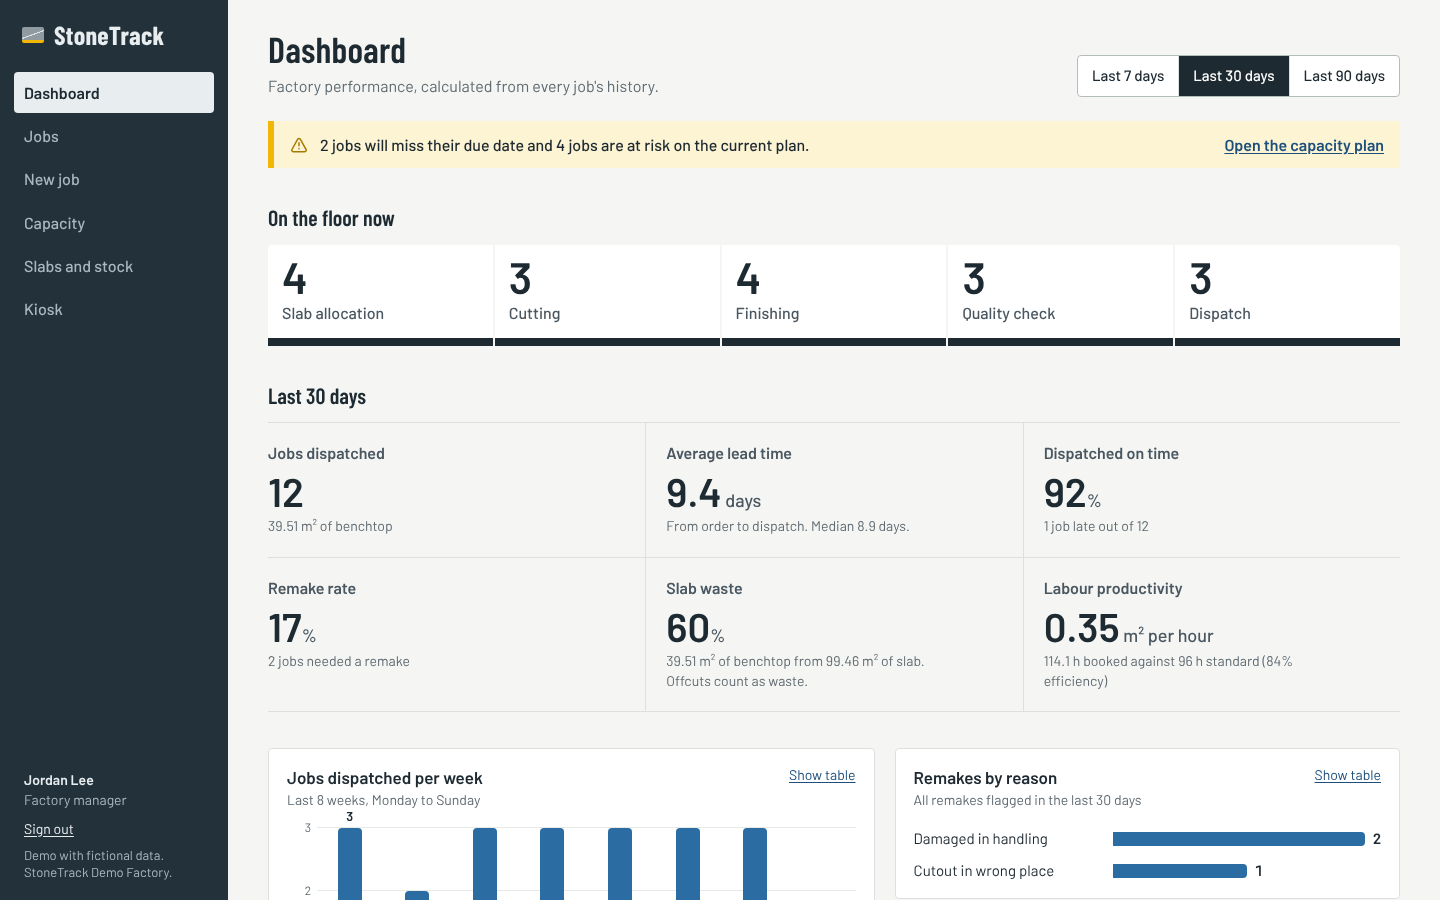 StoneTrack
Dashboard
Jobs
New job
Capacity
Slabs and stock
Kiosk
Jordan Lee
Factory manager
Sign out
Demo with fictional data.
StoneTrack Demo Factory.
Dashboard
Factory performance, calculated from every job's history.
Last 7 days
Last 30 days
Last 90 days
2 jobs will miss their due date and 4 jobs are at risk on the current plan.
Open the capacity plan
On the floor now
4
Slab allocation
3
Cutting
4
Finishing
3
Quality check
3
Dispatch
Last 30 days
Jobs dispatched
12
39.51 m² of benchtop
Average lead time
9.4 days
From order to dispatch. Median 8.9 days.
Dispatched on time
92%
1 job late out of 12
Remake rate
17%
2 jobs needed a remake
Slab waste
60%
39.51 m² of benchtop from 99.46 m² of slab.
Offcuts count as waste.
Labour productivity
0.35 m² per hour
114.1 h booked against 96 h standard (84%
efficiency)
Jobs dispatched per week
Show table
Last 8 weeks, Monday to Sunday
3
3
2
Remakes by reason
Show table
All remakes flagged in the last 30 days
Damaged in handling
2
Cutout in wrong place
1